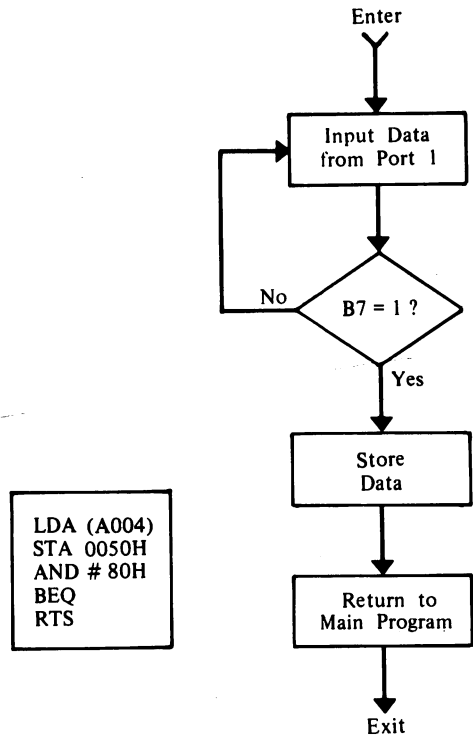 Enter
Input Data
from Port 1
No
B7 = 1 ?
Yes
Store
Data
LDA (A004)
STA 0050H
AND # 80H
BEQ
RTS
Return to
Main Program
Exit